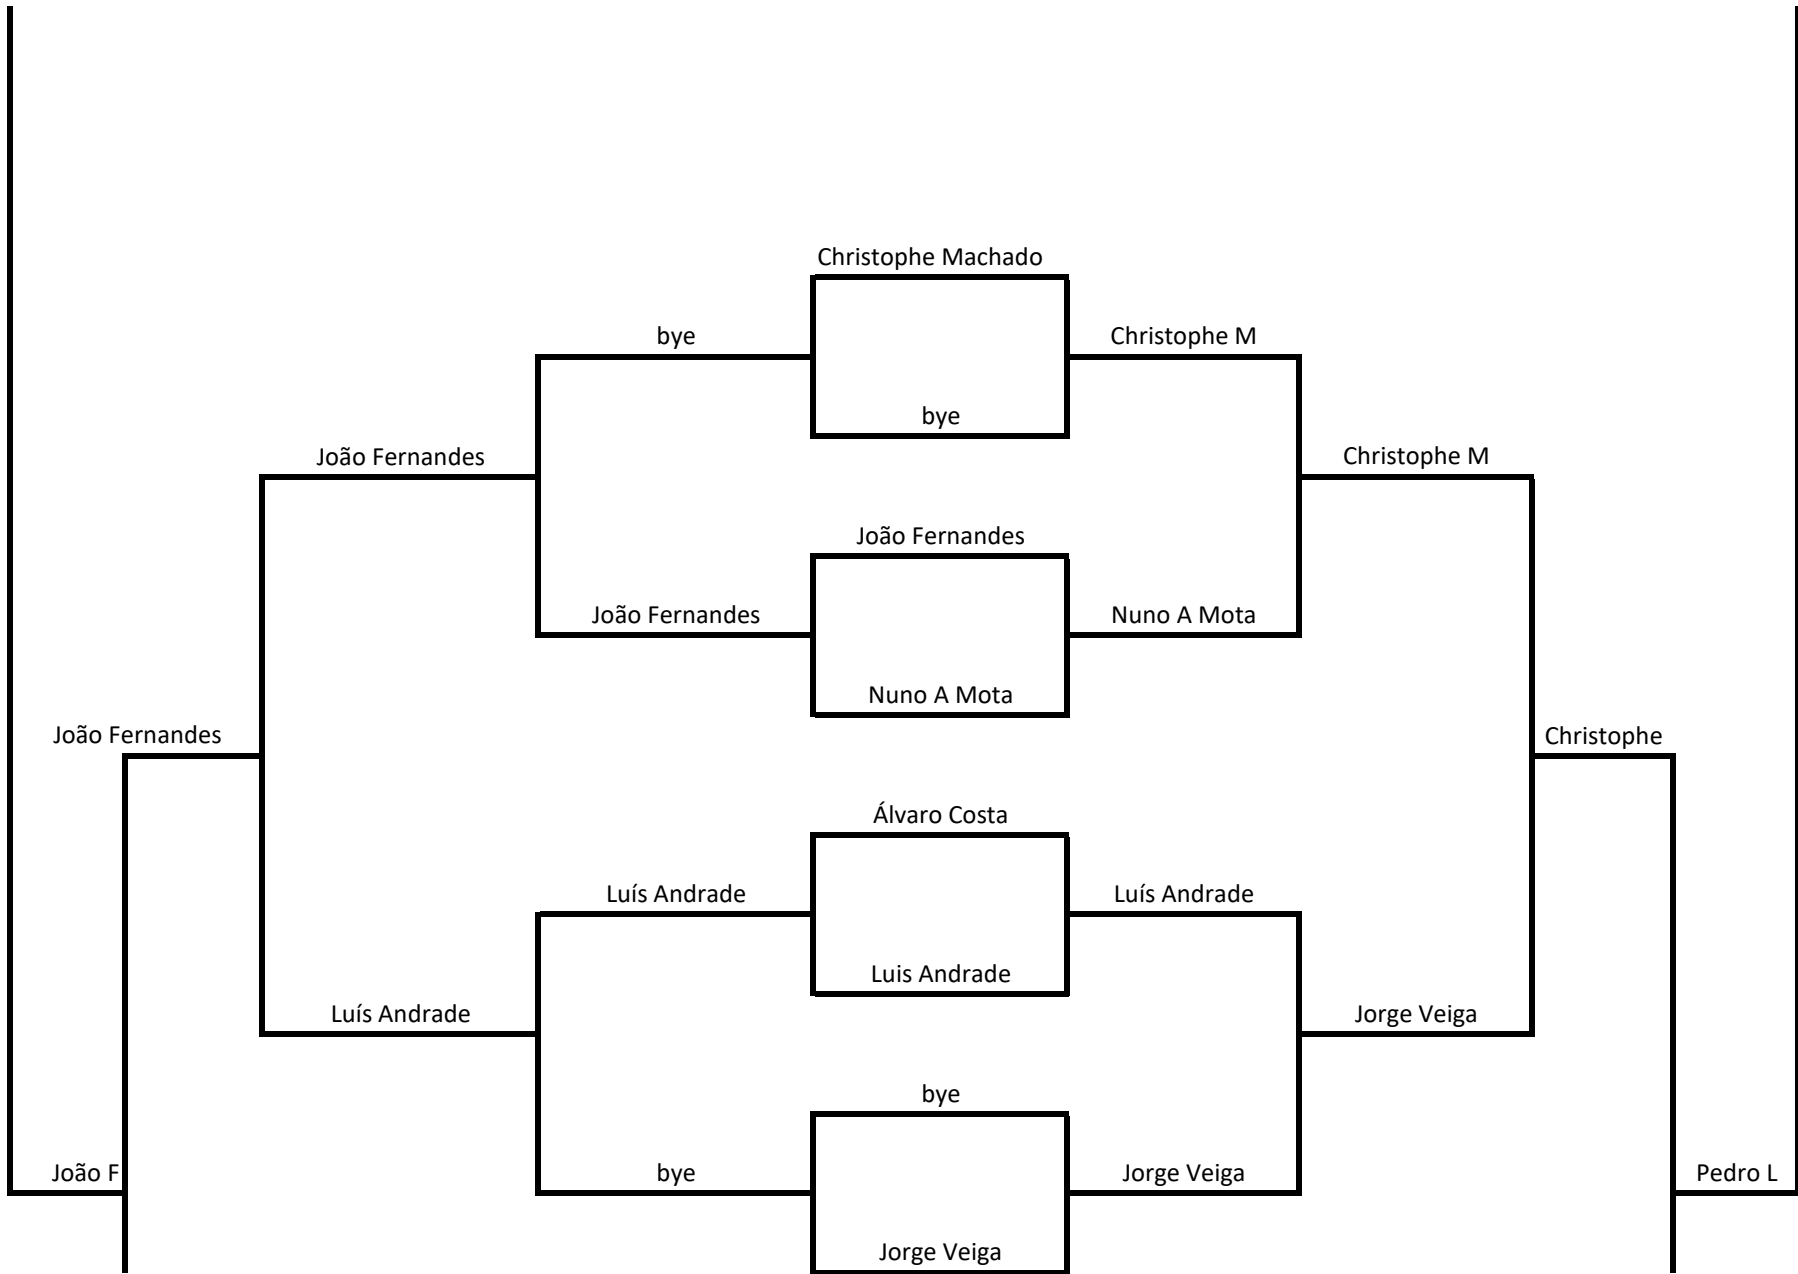 Christophe Machado
bye
Christophe M
bye
João Fernandes
Christophe M
João Fernandes
João Fernandes
Nuno A Mota
Nuno A Mota
João Fernandes
Christophe
Álvaro Costa
Luís Andrade
Luís Andrade
Luis Andrade
Luís Andrade
Jorge Veiga
bye
João F
bye
Jorge Veiga
Pedro L
Jorge Veiga